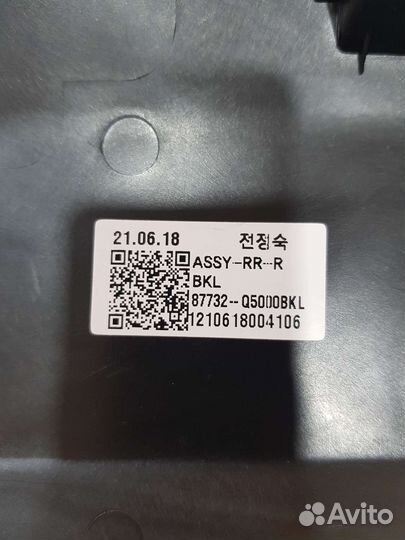 21.06.18 전정숙
ASSY-RR--R
BKL
87732--Q5000BKL
1210618004106
Avito